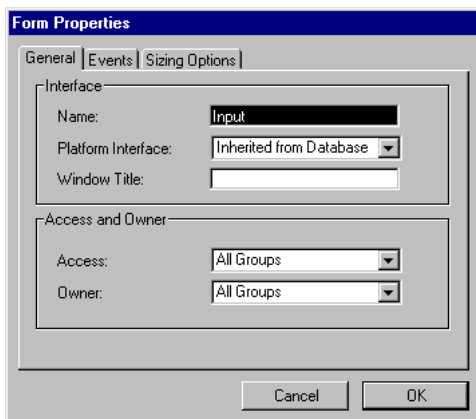 Form Properties
General Events Sizing Options
Interface
Name: Input
Platform Interface: Inherited from Database
Window Title:
Access and Owner
Access: All Groups
Owner: All Groups
Cancel OK